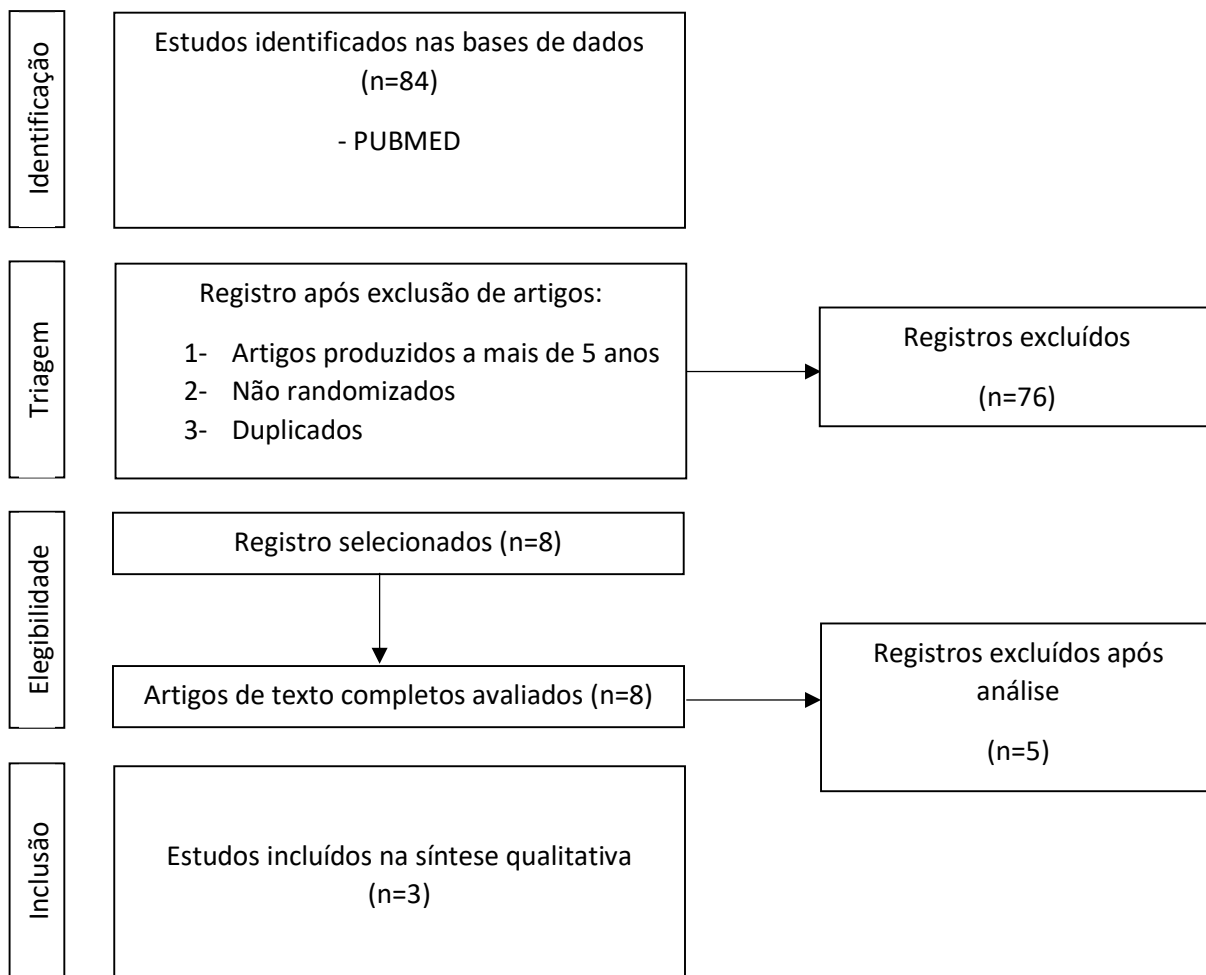 Identificação
Estudos identificados nas bases de dados
(n=84)
- PUBMED
Triagem
Registro após exclusão de artigos:
1- Artigos produzidos a mais de 5 anos
2- Não randomizados
3- Duplicados
Registros excluídos
(n=76)
Elegibilidade
Registro selecionados (n=8)
Artigos de texto completos avaliados (n=8)
Registros excluídos após
análise
(n=5)
Inclusão
Estudos incluídos na síntese qualitativa
(n=3)